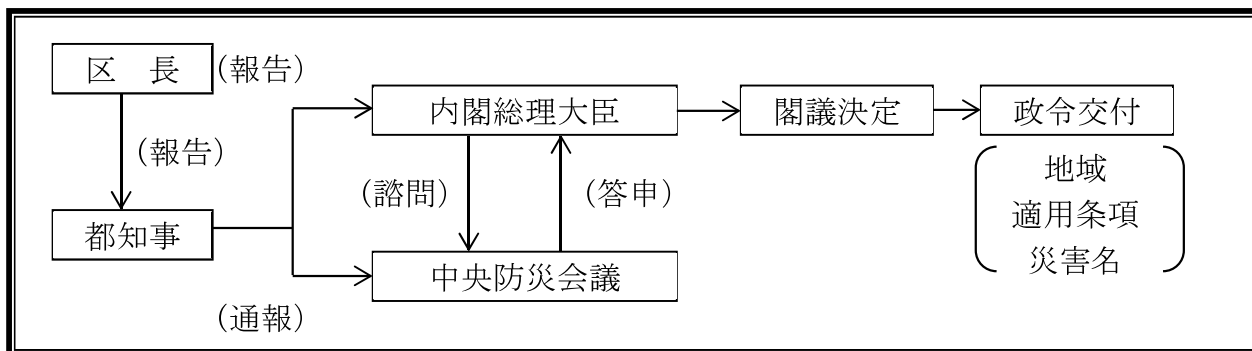 区　長
(報告)
(報告)
都知事
(通報)
内閣総理大臣
(諮問)
(答申)
中央防災会議
閣議決定
政令交付
地域
適用条項
災害名